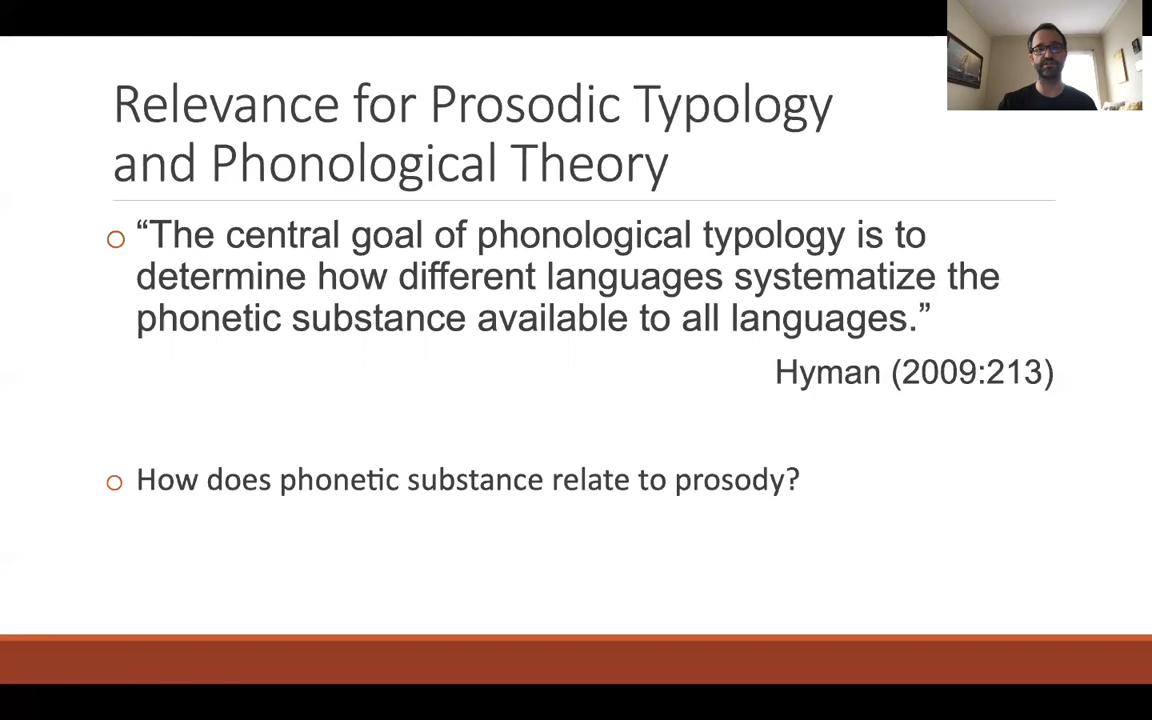 Relevance for Prosodic Typology
and Phonological Theory
“The central goal of phonological typology is to
determine how different languages systematize the
phonetic substance available to all languages.”
Hyman (2009:213)
How does phonetic substance relate to prosody?